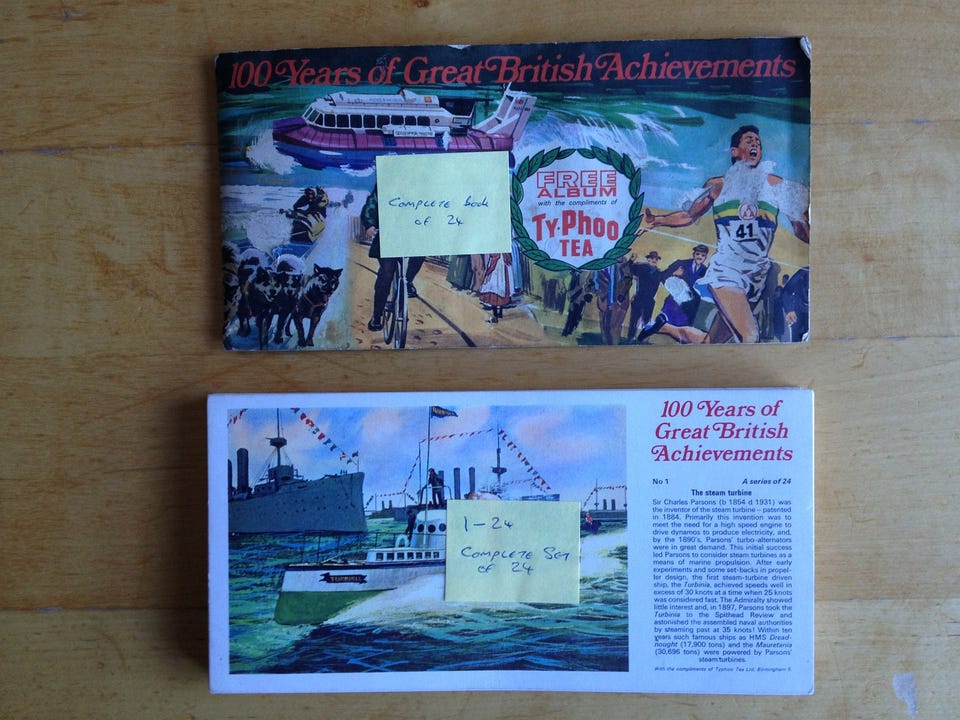 100 Years of Great British Achievements
COMPLETE BOOK
OF 24
FREE
ALBUM
with the compliments of
TY·PHOO
TEA
41
100 Years of
Great British
Achievements
No 1 A series of 24
The steam turbine
Sir Charles Parsons (b 1854 d 1931) was
the inventor of the steam turbine – patented
in 1884. Primarily this invention was to
meet the need for a high speed engine to
drive dynamos to produce electricity, and,
by the 1890's, Parsons' turbo-alternators
were in great demand. This initial success
led Parsons to consider steam turbines as a
means of marine propulsion. After early
experiments and some set-backs in propel-
ler design, the first steam-turbine driven
ship, the Turbinia, achieved speeds well in
excess of 30 knots at a time when 25 knots
was considered fast. The Admiralty showed
little interest and, in 1897, Parsons took the
Turbinia to the Spithead Review and
astonished the assembled naval authorities
by steaming past at 35 knots! Within ten
years such famous ships as HMS Dread-
nought (17,900 tons) and the Mauretania
(30,696 tons) were powered by Parsons'
steam turbines.
With the compliments of Typhoo Tea Ltd. Birmingham 5.
1-24
COMPLETE SET
OF 24
TURBINIA